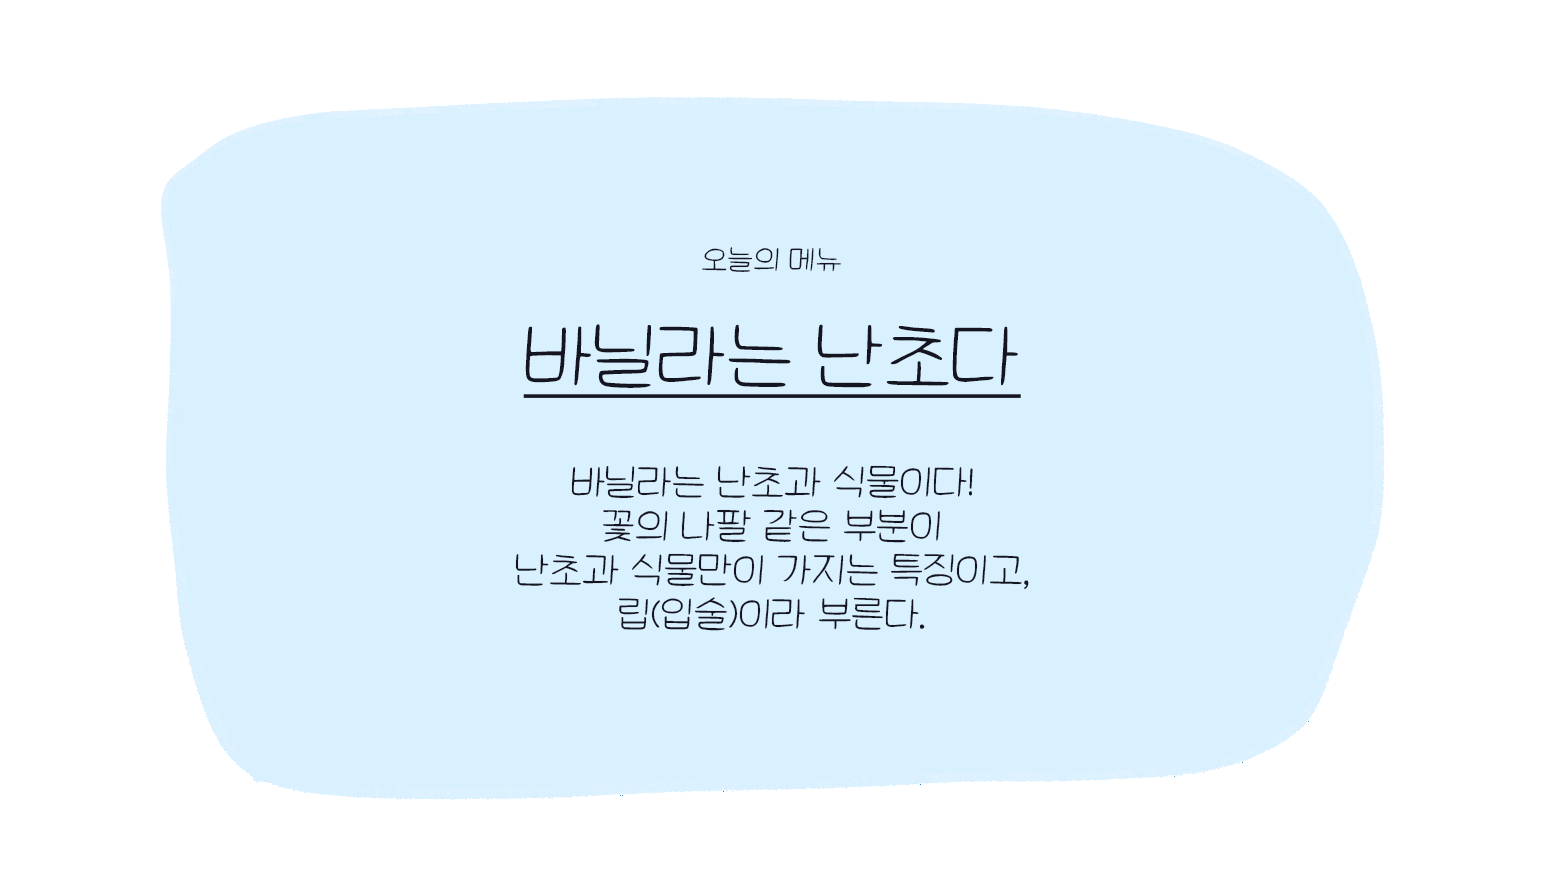 오늘의 메뉴
바닐라는 난초다
바닐라는 난초과 식물이다!
꽃의 나팔 같은 부분이
난초과 식물만이 가지는 특징이고,
립(입술)이라 부른다.